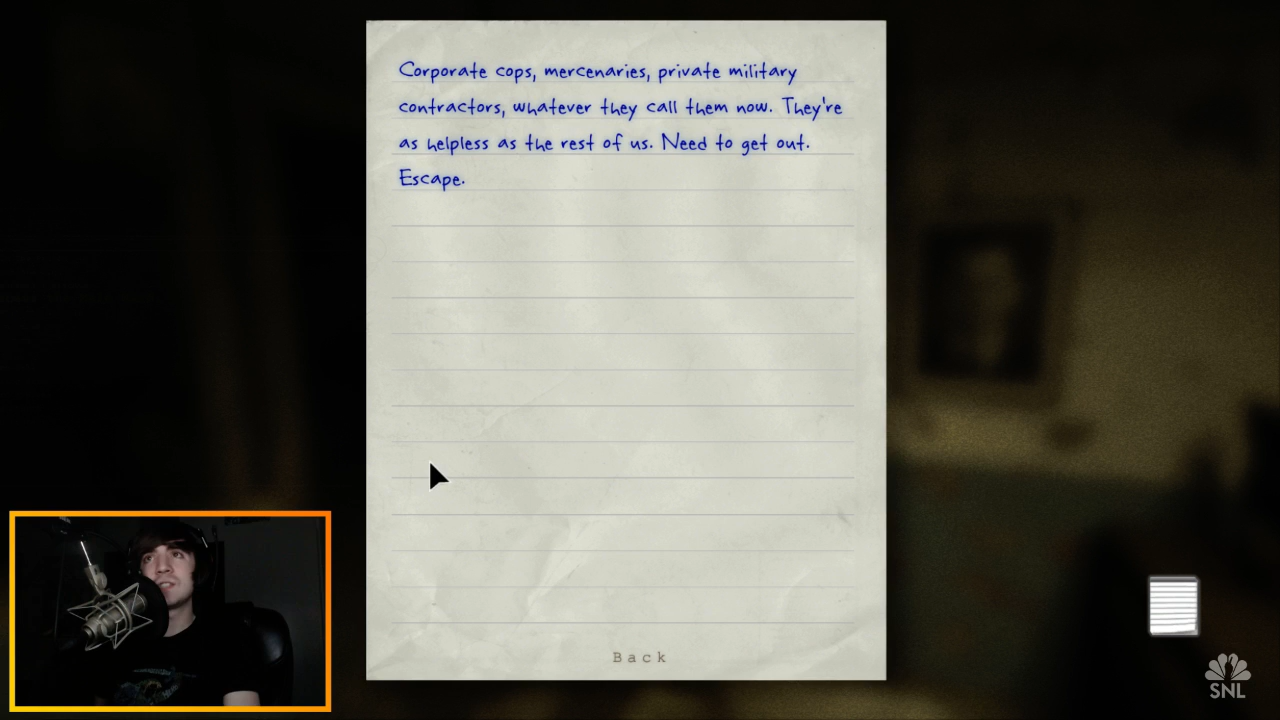 Corporate cops, mercenaries, private military
contractors, whatever they call them now. They're
as helpless as the rest of us. Need to get out.
Escape.
Back
SNL